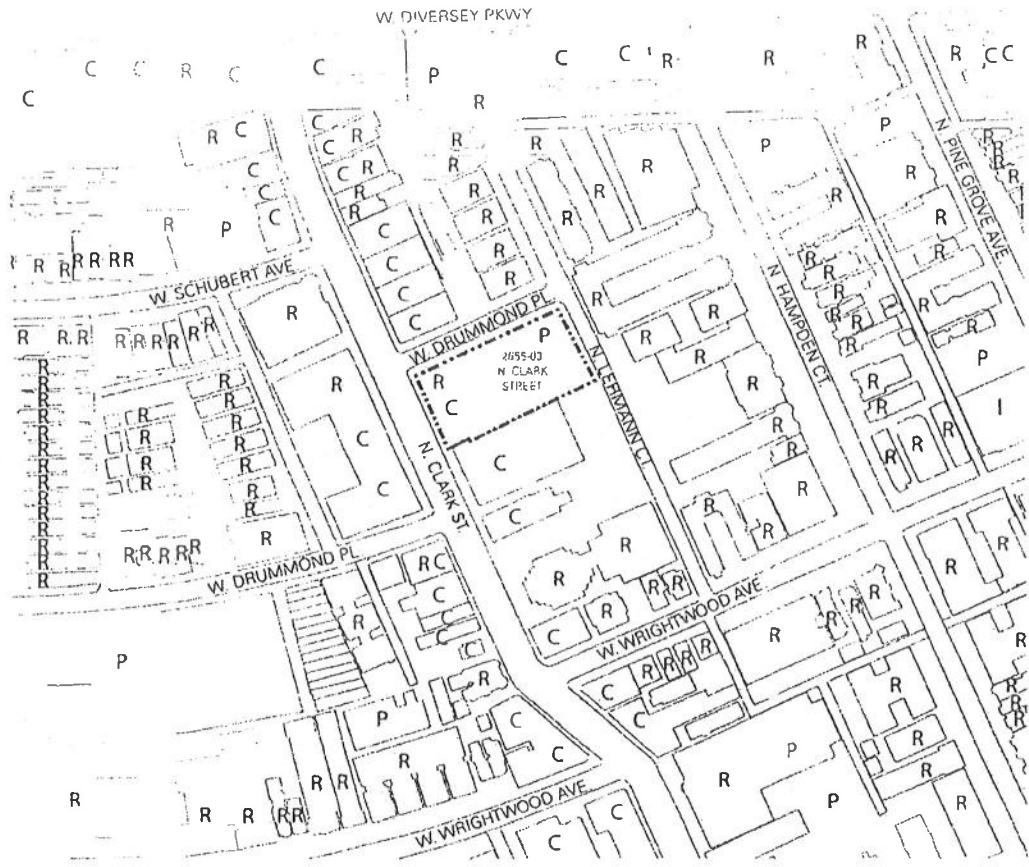 W. DIVERSEY PKWY
C C R C C P C C R R R C C
C
R
R C C R R
C R R R R P P N. PINE GROVE AVE
C R R R
C R R R R R
C R P C R R R
R R R R R R R
W. SCHUBERT AVE
C
C
C
R
R
R
N. HAMPDEN CT.
R
R
W. DRUMMOND PL.
P
2655-03
N. CLARK
STREET
R
C
N. LEHMANN CT.
R
R
R
R
P
I
R R R R R R R
R
C
C
C
N. CLARK ST.
C
R
R
R
R
R
R R R R R
W. DRUMMOND PL.
R
R
R R
C
R
W. WRIGHTWOOD AVE
R C
C
C
C
C
R
R R R R
R
R
R
R
R
R
P
R
P
R
C
C
C
C
C
R
P
P
R
R
R
R
R R R R
R R
R
W. WRIGHTWOOD AVE.
C
C
R
R
R